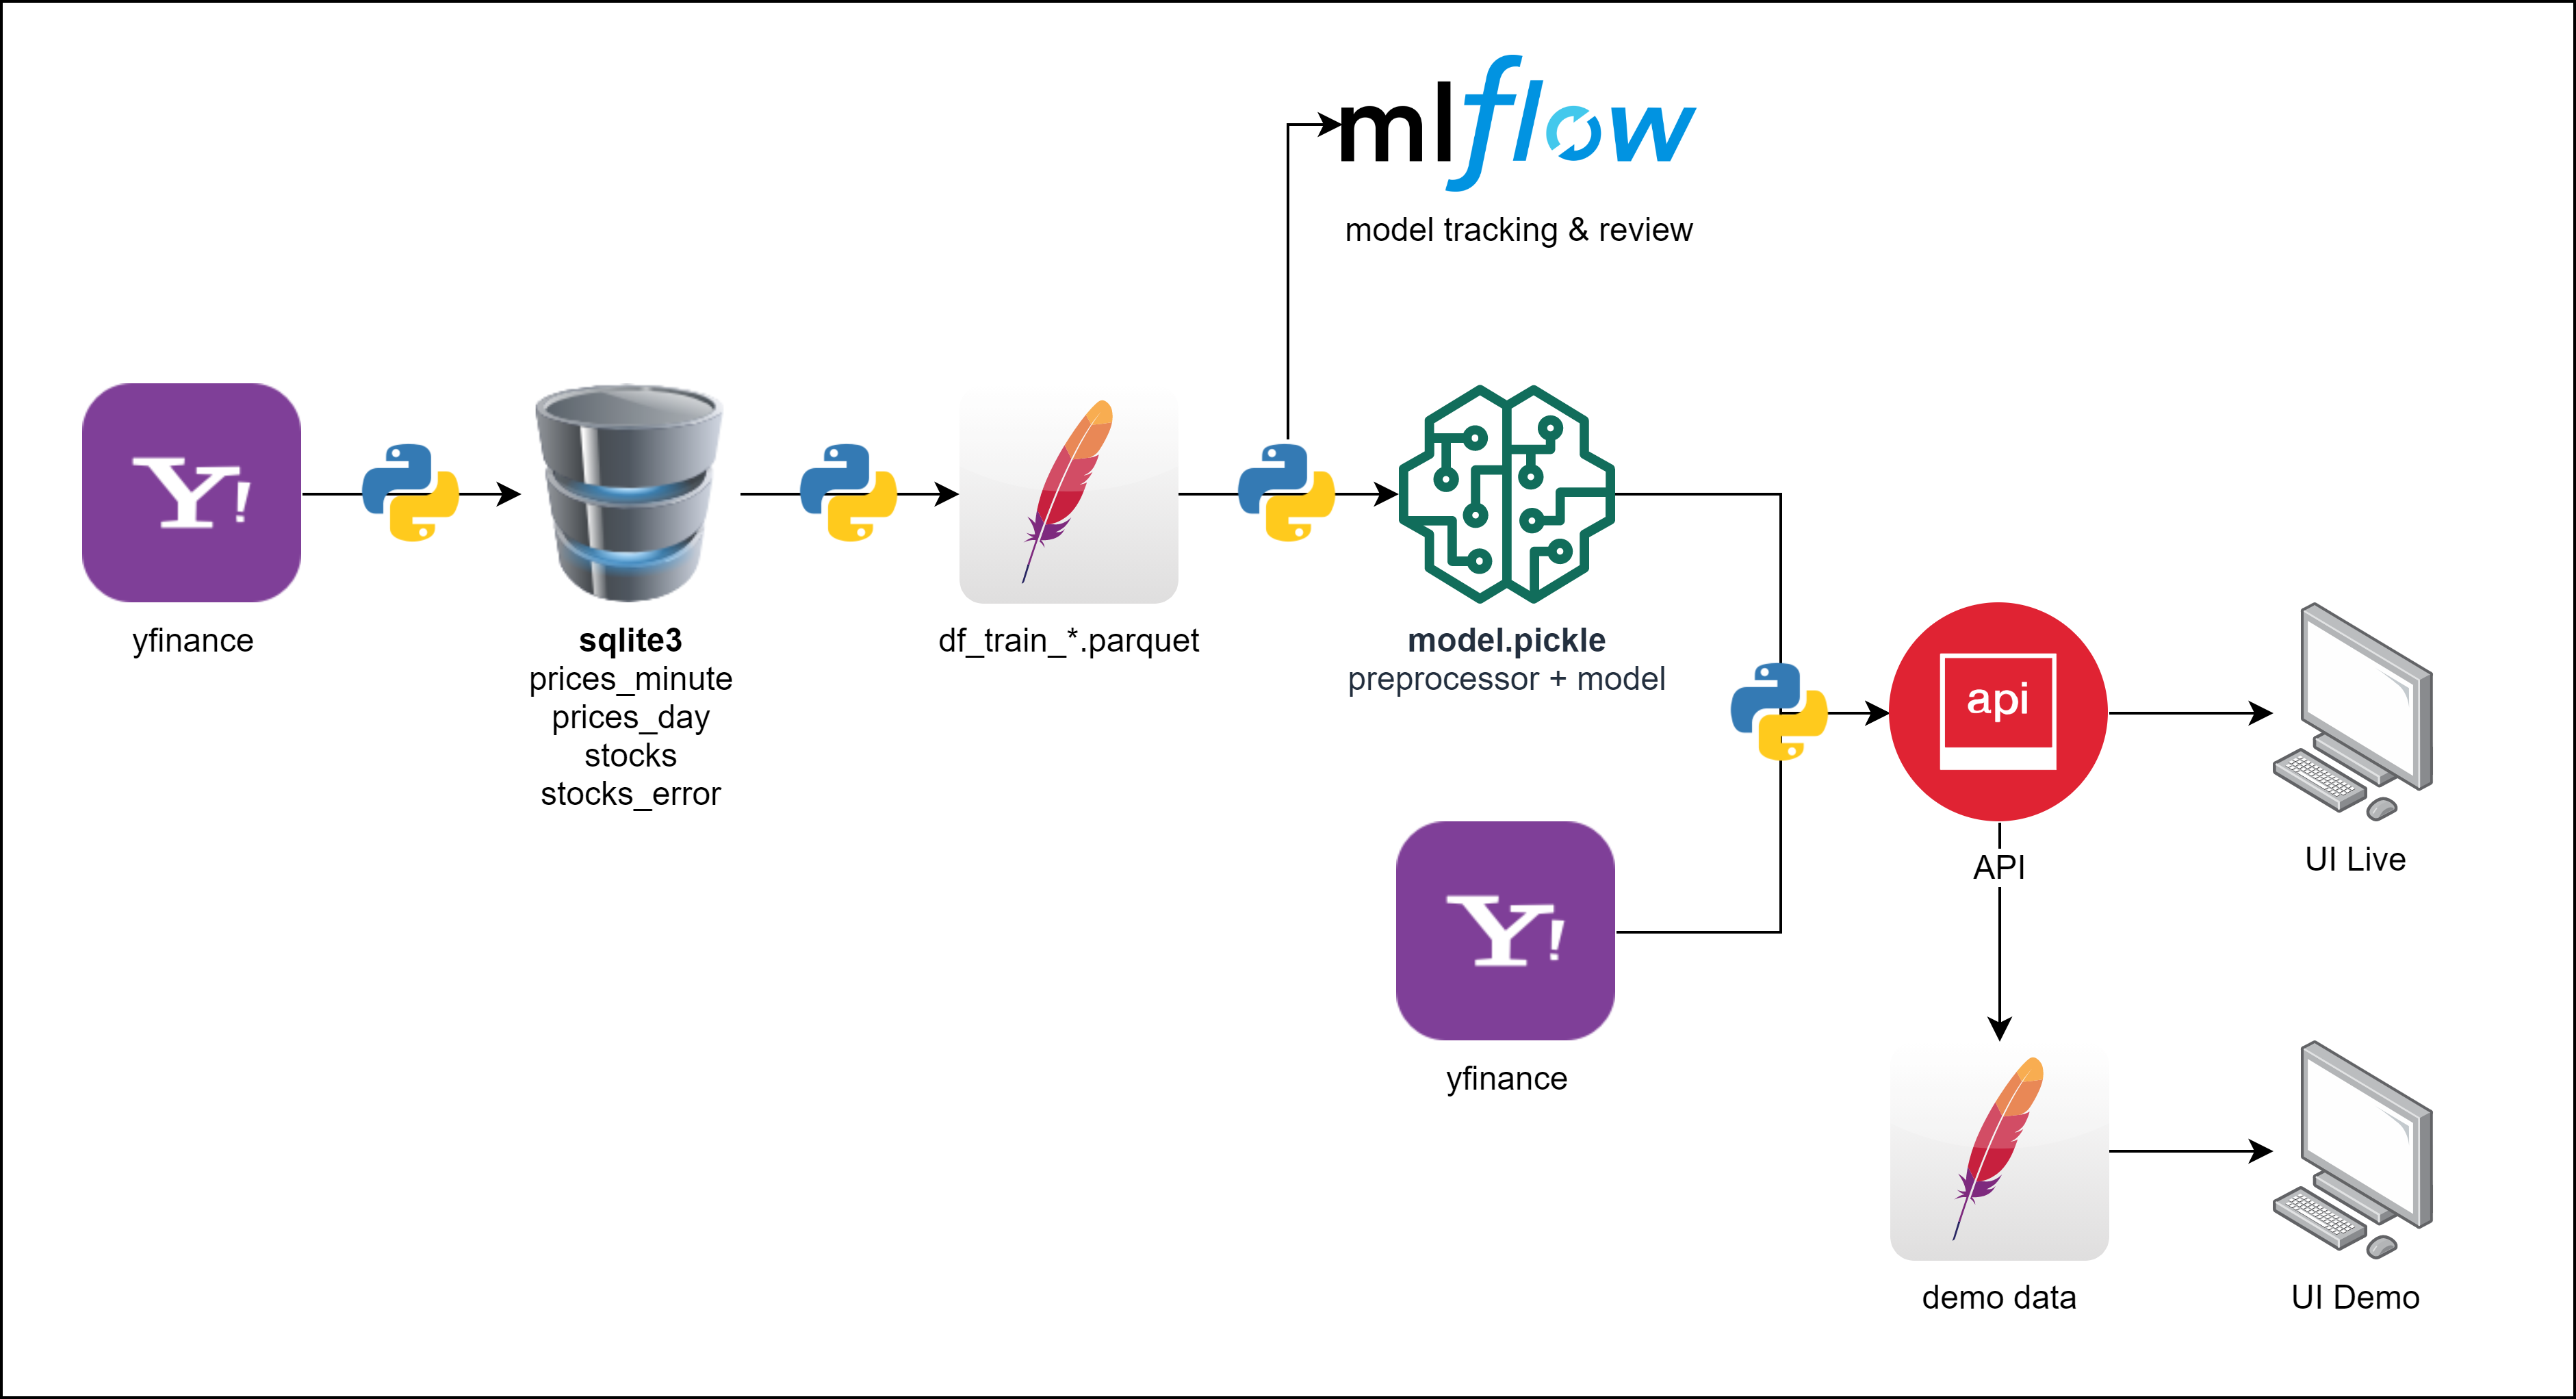 mlflow
model tracking & review
Y!
yfinance
sqlite3
prices_minute
prices_day
stocks
stocks_error
df_train_*.parquet
model.pickle
preprocessor + model
api
API
UI Live
Y!
yfinance
demo data
UI Demo